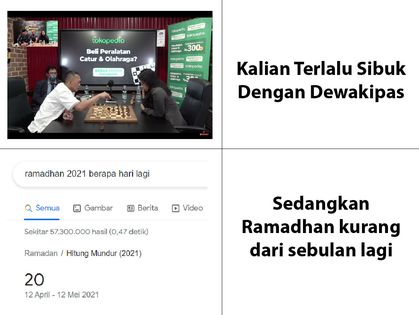 tokopedia
Beli Peralatan
Catur & Olahraga?
300
Kalian Terlalu Sibuk
Dengan Dewakipas
ramadhan 2021 berapa hari lagi
Semua
Gambar
Berita
Video
Sekitar 57.300.000 hasil (0,47 detik)
Ramadan / Hitung Mundur (2021)
20
12 April - 12 Mei 2021
Sedangkan
Ramadhan kurang
dari sebulan lagi